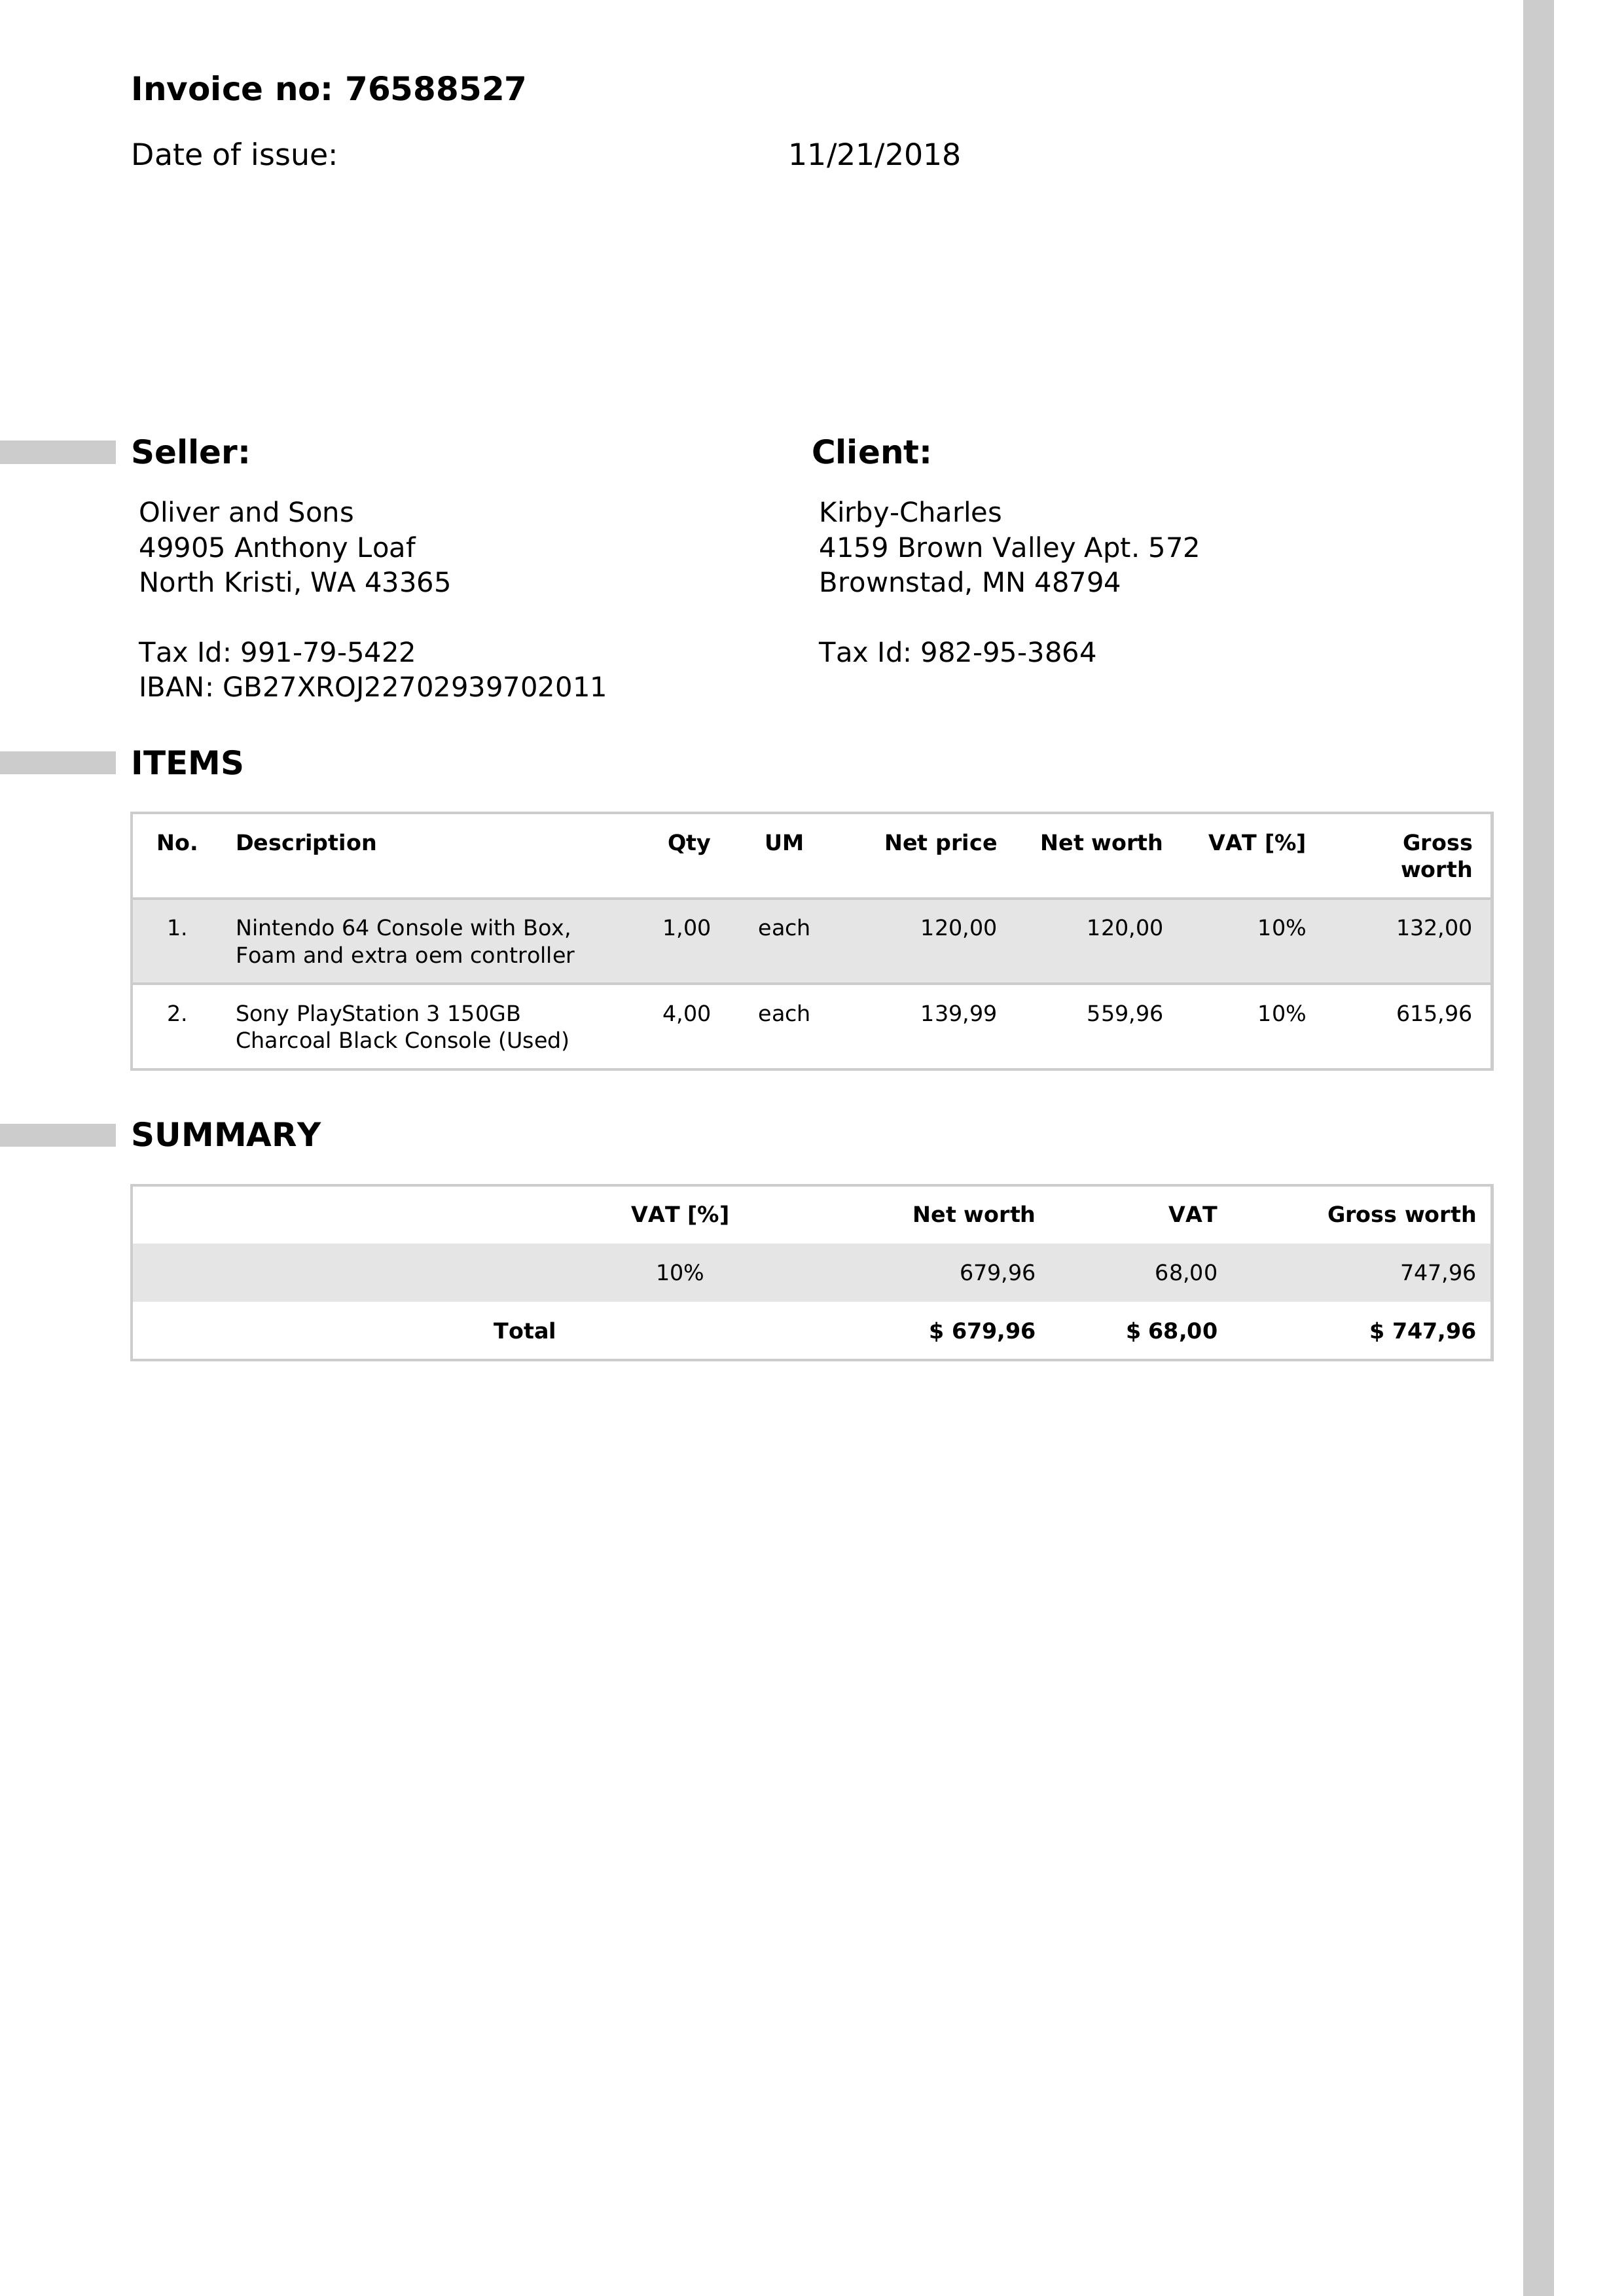 Invoice no: 76588527
Date of issue: 11/21/2018
Seller:
Oliver and Sons
49905 Anthony Loaf
North Kristi, WA 43365
Tax Id: 991-79-5422
IBAN: GB27XROJ22702939702011
Client:
Kirby-Charles
4159 Brown Valley Apt. 572
Brownstad, MN 48794
Tax Id: 982-95-3864
ITEMS
No. Description Qty UM Net price Net worth VAT [%] Gross
worth
1. Nintendo 64 Console with Box, 1,00 each 120,00 120,00 10% 132,00
Foam and extra oem controller
2. Sony PlayStation 3 150GB 4,00 each 139,99 559,96 10% 615,96
Charcoal Black Console (Used)
SUMMARY
VAT [%] Net worth VAT Gross worth
10% 679,96 68,00 747,96
Total $ 679,96 $ 68,00 $ 747,96